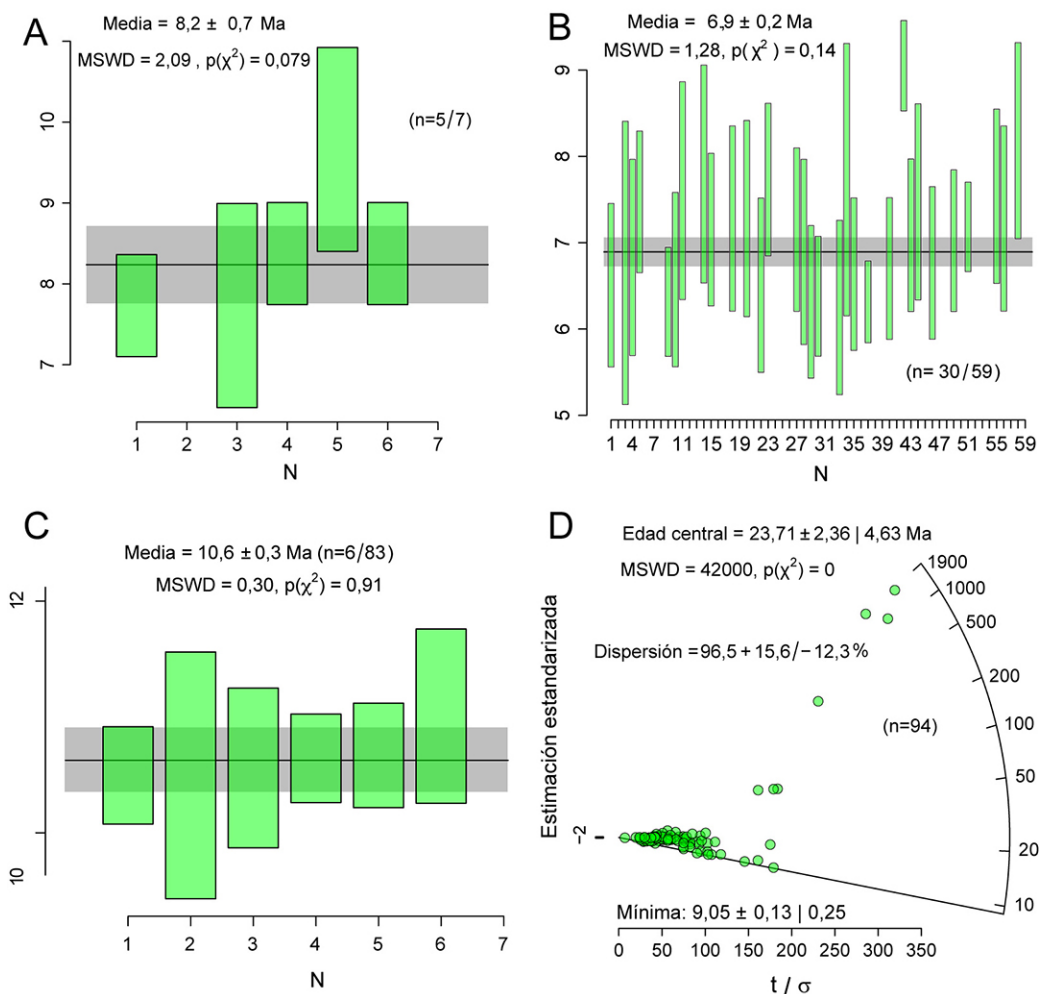 A
Media = 8,2 ± 0,7 Ma
MSWD = 2,09 , p(χ²) = 0,079
(n=5/7)
10
10
9
8
7
1 2 3 4 5 6 7
N
B
Media = 6,9 ± 0,2 Ma
MSWD = 1,28, p(χ² ) = 0,14
(n= 30/59)
9
8
7
6
5
1 4 7 11 15 19 23 27 31 35 39 43 47 51 55 59
N
C
Media = 10,6 ± 0,3 Ma (n=6/83)
MSWD = 0,30, p(χ²) = 0,91
12
10
10
1 2 3 4 5 6 7
N
D
Edad central = 23,71 ± 2,36 | 4,63 Ma
MSWD = 42000, p(χ²) = 0
Dispersión = 96,5 + 15,6/− 12,3 %
(n=94)
Estimación estandarizada
−2
1900
1000
500
200
100
50
20
10
Mínima: 9,05 ± 0,13 | 0,25
0 50 100 150 200 250 300 350
t / σ